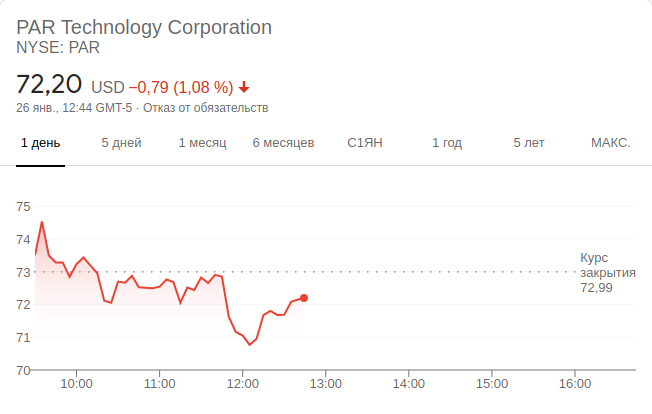 PAR Technology Corporation
NYSE: PAR
72,20 USD −0,79 (1,08 %)
26 янв., 12:44 GMT-5 · Отказ от обязательств
1 день 5 дней 1 месяц 6 месяцев С1ЯН 1 год 5 лет МАКС.
75
74
73
72
71
70
Курс
закрытия
72,99
10:00 11:00 12:00 13:00 14:00 15:00 16:00